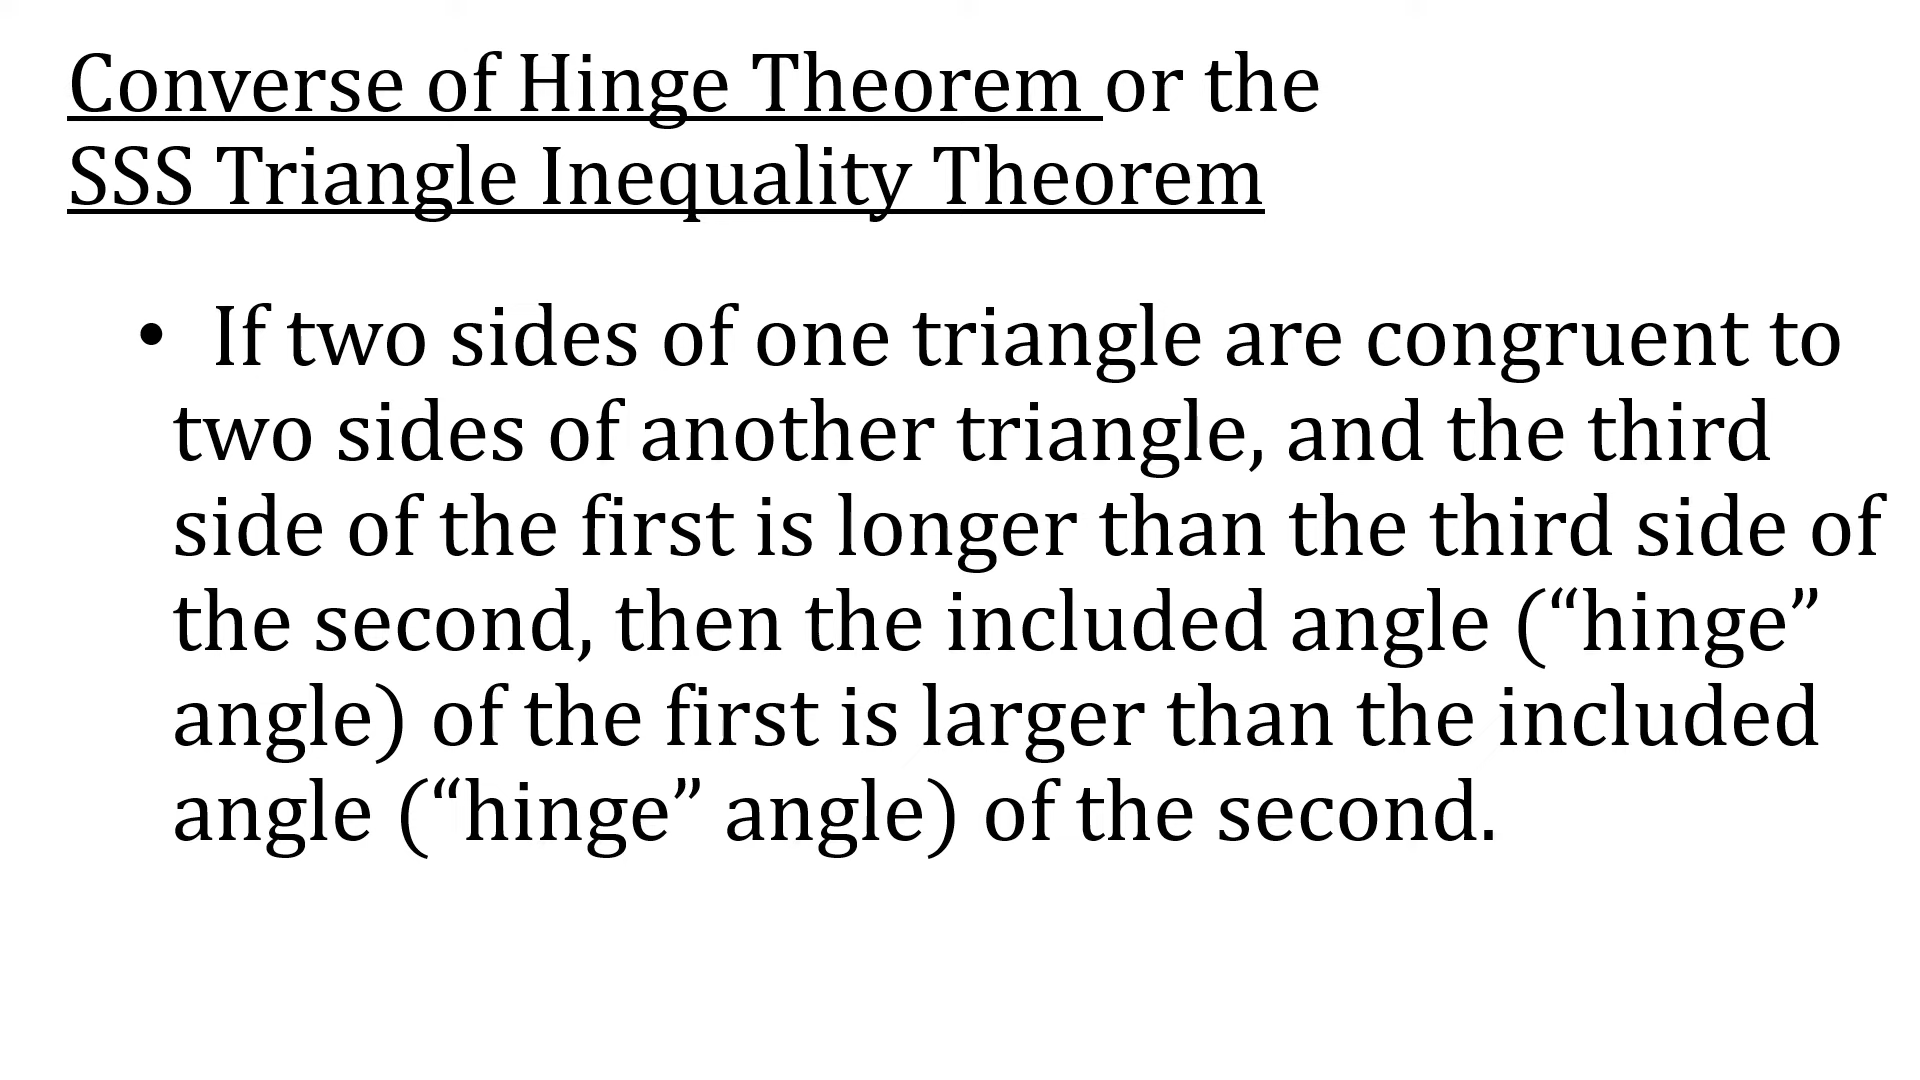 Converse of Hinge Theorem or the
SSS Triangle Inequality Theorem
• If two sides of one triangle are congruent to
two sides of another triangle, and the third
side of the first is longer than the third side of
the second, then the included angle (“hinge”
angle) of the first is larger than the included
angle (“hinge” angle) of the second.